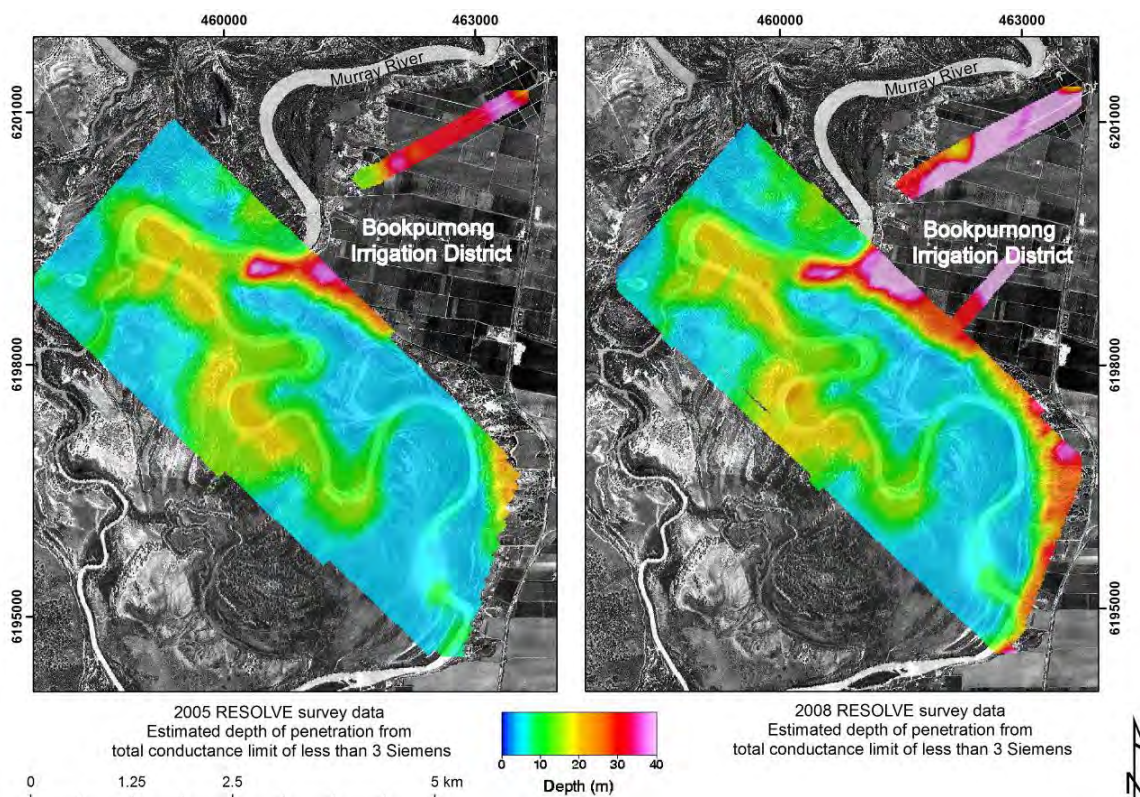 460000 463000 460000 463000
Murray River Murray River
6201000 6201000
Bookpurnong
Irrigation District
Bookpurnong
Irrigation District
6198000 6198000
6195000 6195000
2005 RESOLVE survey data
Estimated depth of penetration from
total conductance limit of less than 3 Siemens
0 10 20 30 40
Depth (m)
2008 RESOLVE survey data
Estimated depth of penetration from
total conductance limit of less than 3 Siemens
0 1.25 2.5 5 km
N